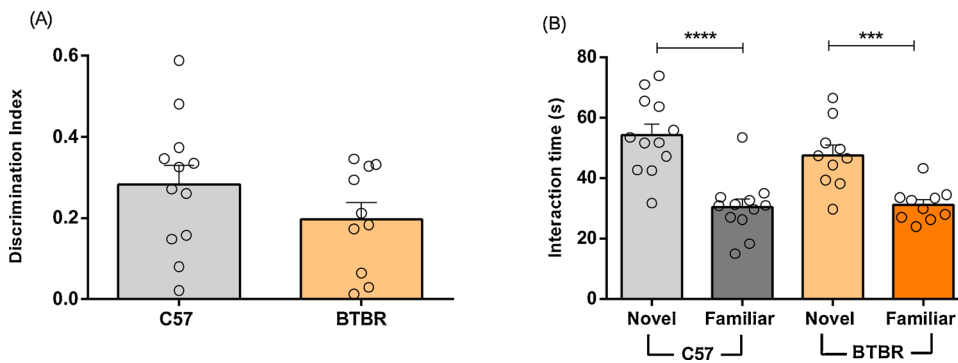 (A)
Discrimination Index
0.6
0.4
0.2
0.0
C57
BTBR
(B)
Interaction time (s)
80
60
40
20
0
****
***
Novel
Familiar
Novel
Familiar
C57
BTBR